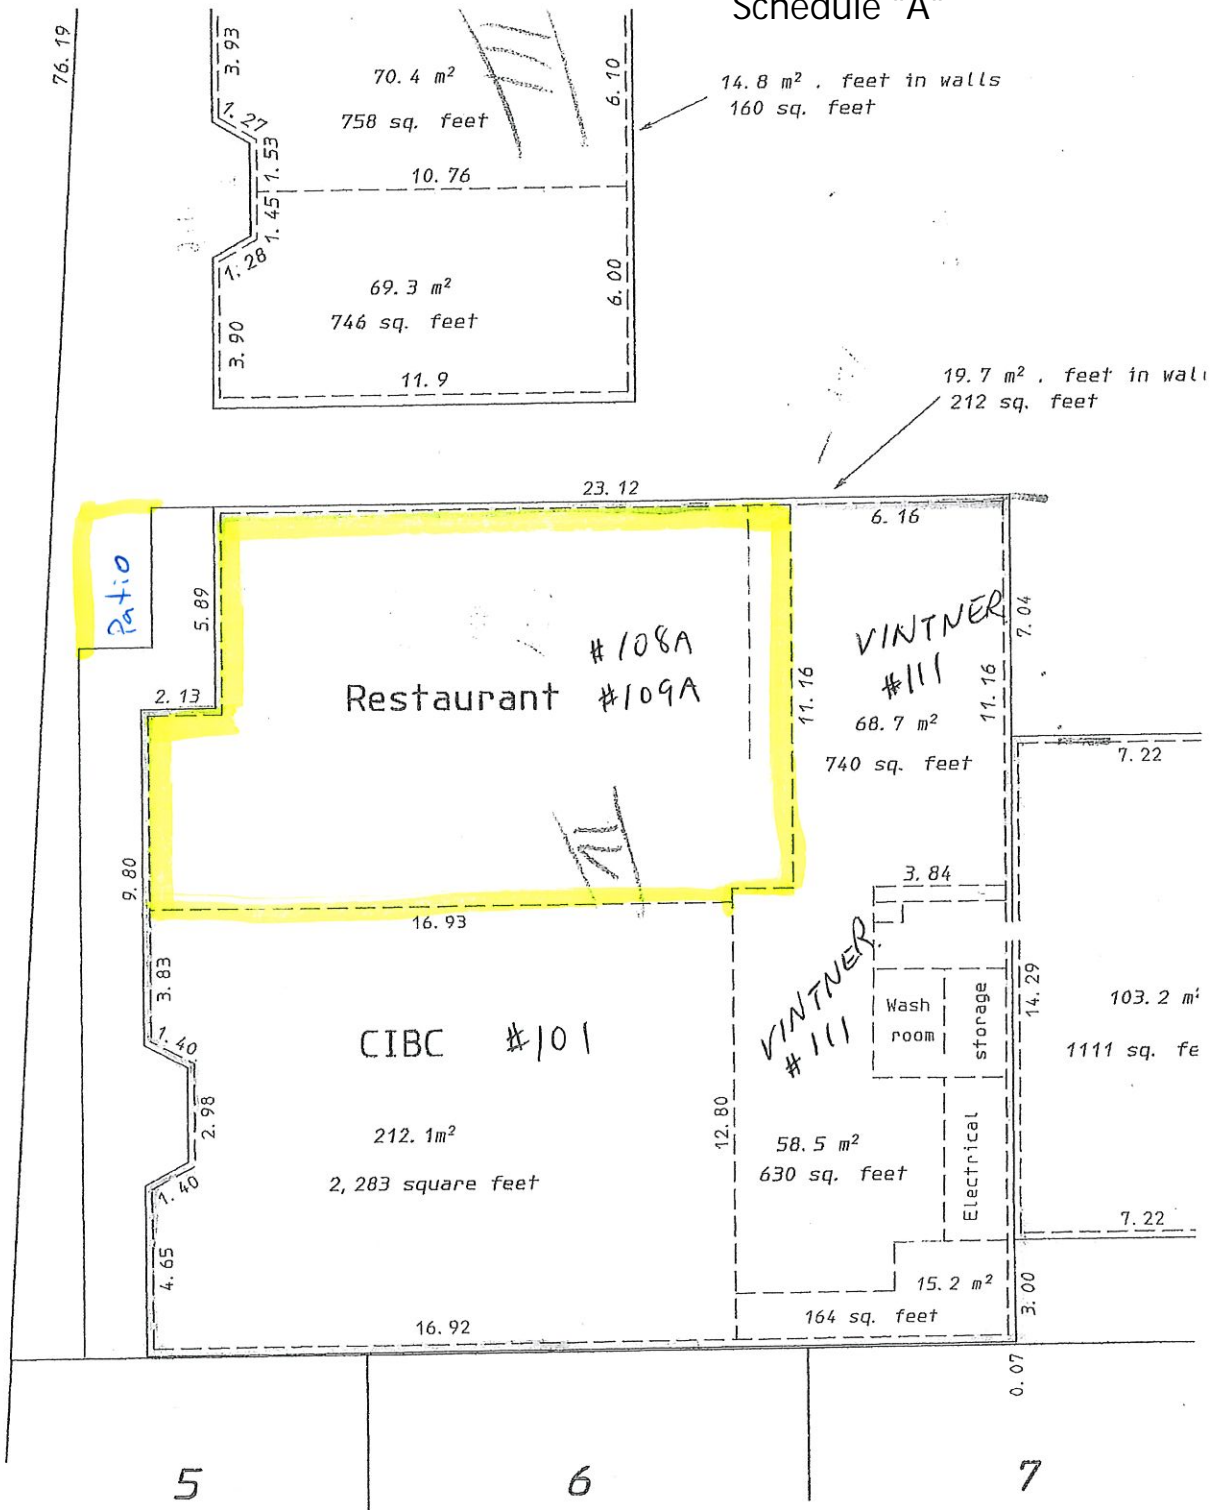 Schedule "A"
76.19
3.93
70.4 m²
758 sq. feet
6.10
14.8 m² . feet in walls
160 sq. feet
1.27
1.53
10.76
1.45
1.28
69.3 m²
746 sq. feet
6.00
3.90
11.9
19.7 m² . feet in wall
212 sq. feet
23.12
6.16
Patio
5.89
2.13
Restaurant
#108A
#109A
11.16
VINTNER
#111
68.7 m²
740 sq. feet
11.16
7.04
7.22
9.80
16.93
3.84
3.83
1.40
2.98
1.40
4.65
CIBC #101
212.1m²
2,283 square feet
16.92
12.80
VINTNER
#111
Wash
room
storage
14.29
103.2 m²
1111 sq. fe
58.5 m²
630 sq. feet
Electrical
7.22
15.2 m²
164 sq. feet
3.00
0.07
5
6
7